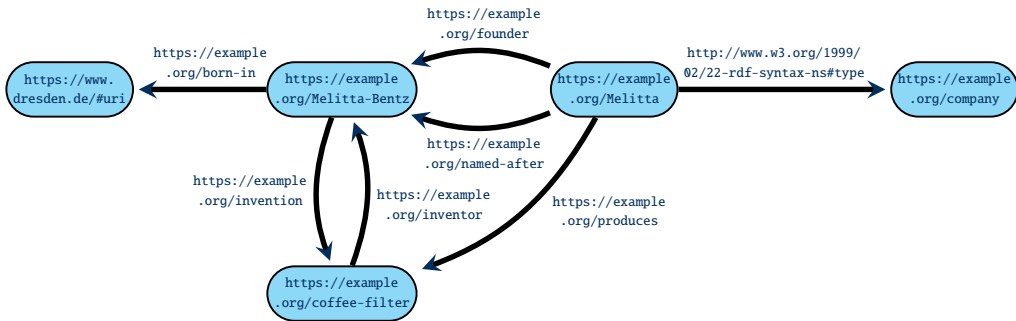 https://example
.org/founder
https://example
.org/born-in
http://www.w3.org/1999/
02/22-rdf-syntax-ns#type
https://www.
dresden.de/#uri
https://example
.org/Melitta-Bentz
https://example
.org/Melitta
https://example
.org/company
https://example
.org/named-after
https://example
.org/invention
https://example
.org/inventor
https://example
.org/produces
https://example
.org/coffee-filter